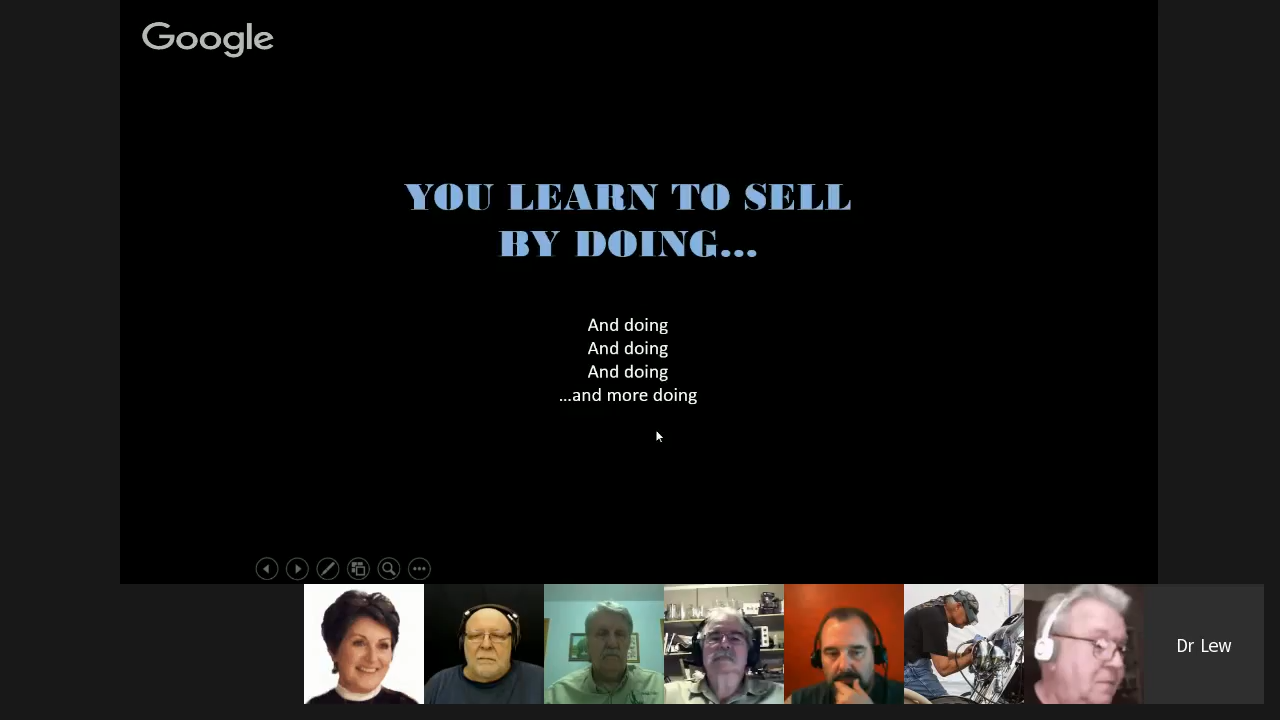 Google
YOU LEARN TO SELL
BY DOING...
And doing
And doing
And doing
...and more doing
Dr Lew